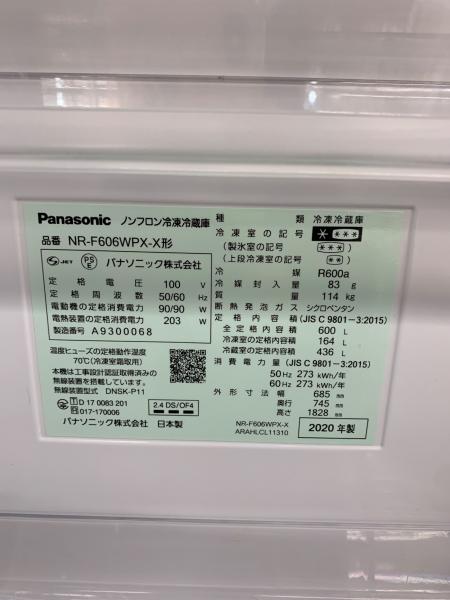 Panasonic ノンフロン冷凍冷蔵庫
品番 NR-F606WPX-X形
JET PSE パナソニック株式会社
定格電圧 100 V
定格周波数 50/60 Hz
電動機の定格消費電力 90/90 W
電熱装置の定格消費電力 203 W
製造番号 A9300068
温度ヒューズの定格動作温度
70℃(冷凍室霜取用)
本機は工事設計認証取得済みの
無線装置を搭載しています。
無線装置型式 DNSK-P11
T D 17 0083 201
R 017-170006
2.4 DS/OF4
パナソニック株式会社 日本製
種類 冷凍冷蔵庫
冷凍室の記号 * ***
(製氷室の記号 **)
(上段冷凍室の記号 ***)
冷媒 R600a
冷媒封入量 83 g
質量 114 kg
断熱発泡ガス シクロペンタン
定格内容積(JIS C 9801-3:2015)
全定格内容積 600 L
冷凍室の定格内容積 164 L
冷蔵室の定格内容積 436 L
消費電力量(JIS C 9801-3:2015)
50Hz 273 kWh/年
60Hz 273 kWh/年
外形寸法 幅 685 mm
奥行 745 mm
高さ 1828 mm
NR-F606WPX-X
ARAHLCL11310
2020年製